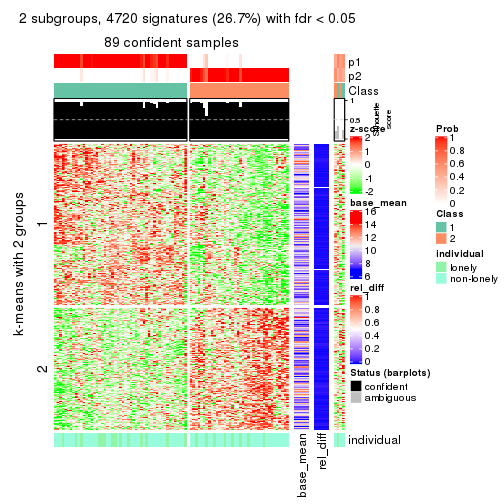 2 subgroups, 4720 signatures (26.7%) with fdr < 0.05
89 confident samples
p1
p2
Class
1
0.5
0
Silhouette
score
k-means with 2 groups
1
2
individual
base_mean
rel_diff
z-score
2
1
0
-1
-2
base_mean
16
14
12
10
8
6
rel_diff
1
0.8
0.6
0.4
0.2
0
Status (barplots)
confident
ambiguous
Prob
1
0.8
0.6
0.4
0.2
0
Class
1
2
individual
lonely
non-lonely